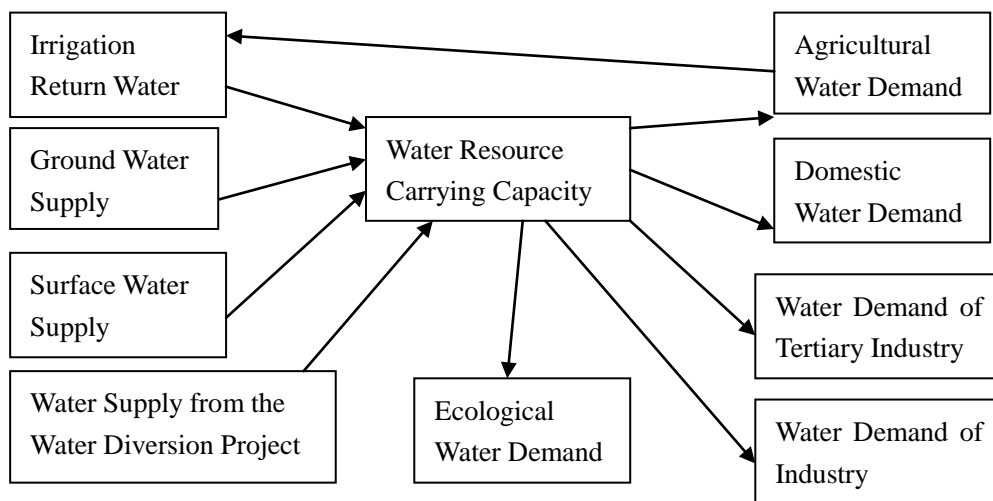 Irrigation
Return Water
Agricultural
Water Demand
Ground Water
Supply
Water Resource
Carrying Capacity
Domestic
Water Demand
Surface Water
Supply
Water Demand of
Tertiary Industry
Water Supply from the
Water Diversion Project
Ecological
Water Demand
Water Demand of
Industry